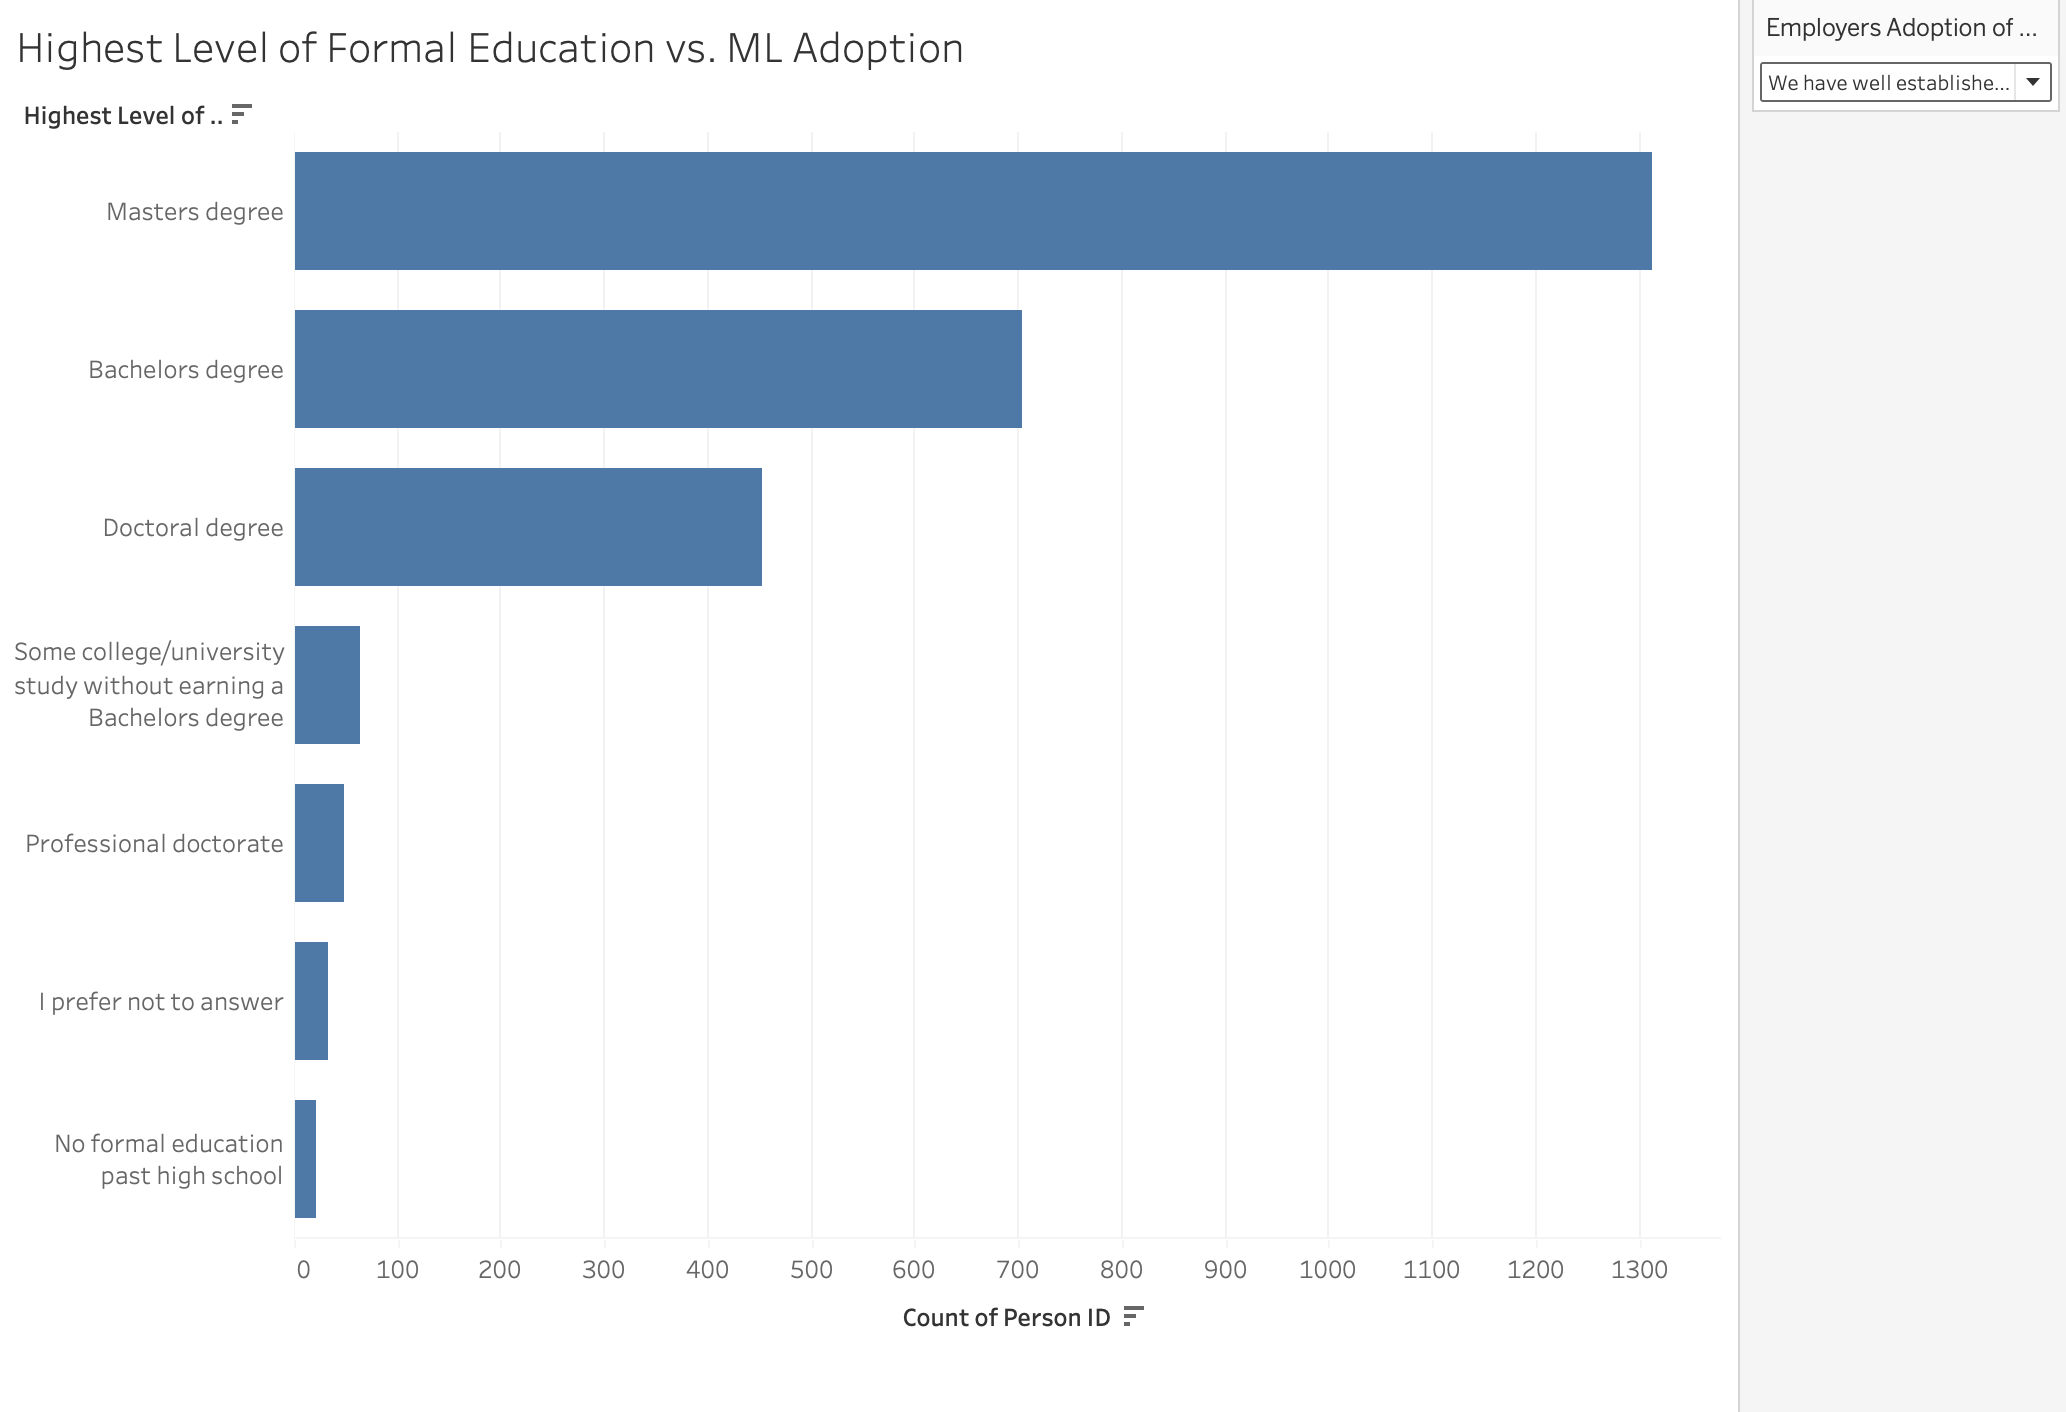 Highest Level of Formal Education vs. ML Adoption
Employers Adoption of ...
We have well establishe...
Highest Level of ..
Masters degree
Bachelors degree
Doctoral degree
Some college/university
study without earning a
Bachelors degree
Professional doctorate
I prefer not to answer
No formal education
past high school
0 100 200 300 400 500 600 700 800 900 1000 1100 1200 1300
Count of Person ID